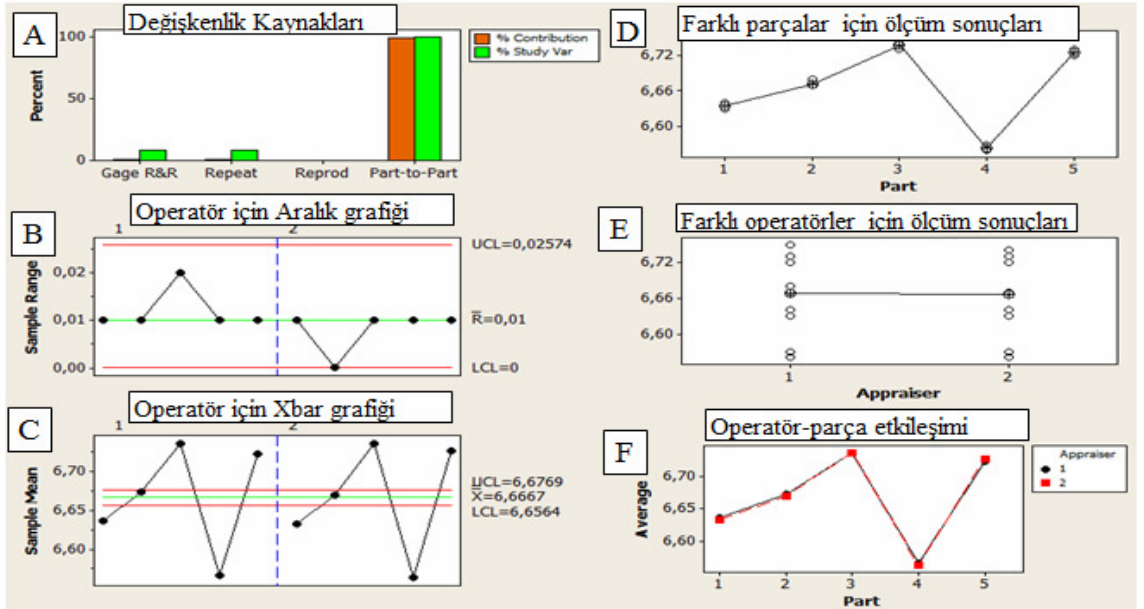 A
Değişkenlik Kaynakları
% Contribution
% Study Var
Percent
100
50
0
Gage R&R
Repeat
Reprod
Part-to-Part
B
Operatör için Aralık grafiği
1
2
Sample Range
0,02
0,01
0,00
UCL=0,02574
R=0,01
LCL=0
C
Operatör için Xbar grafiği
1
2
Sample Mean
6,70
6,65
6,60
UCL=6,6769
X=6,6667
LCL=6,6564
D
Farklı parçalar için ölçüm sonuçları
6,72
6,66
6,60
1
2
3
4
5
Part
E
Farklı operatörler için ölçüm sonuçları
6,72
6,66
6,60
1
2
Appraiser
F
Operatör-parça etkileşimi
Appraiser
1
2
Average
6,70
6,65
6,60
1
2
3
4
5
Part